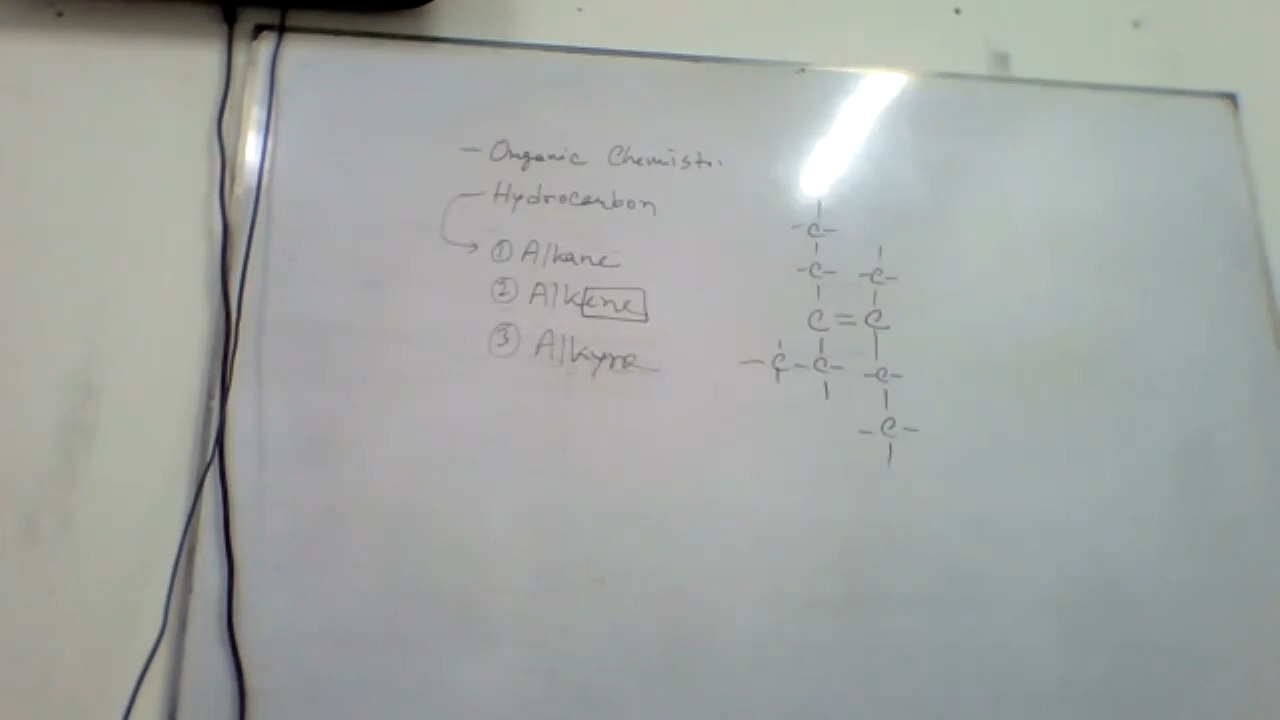 - Organic Chemistr.
- Hydrocarbon
① Alkane
② Alkene
③ Alkyne
-C-
-C- -C-
C=C
-C-C- -C-
-C-